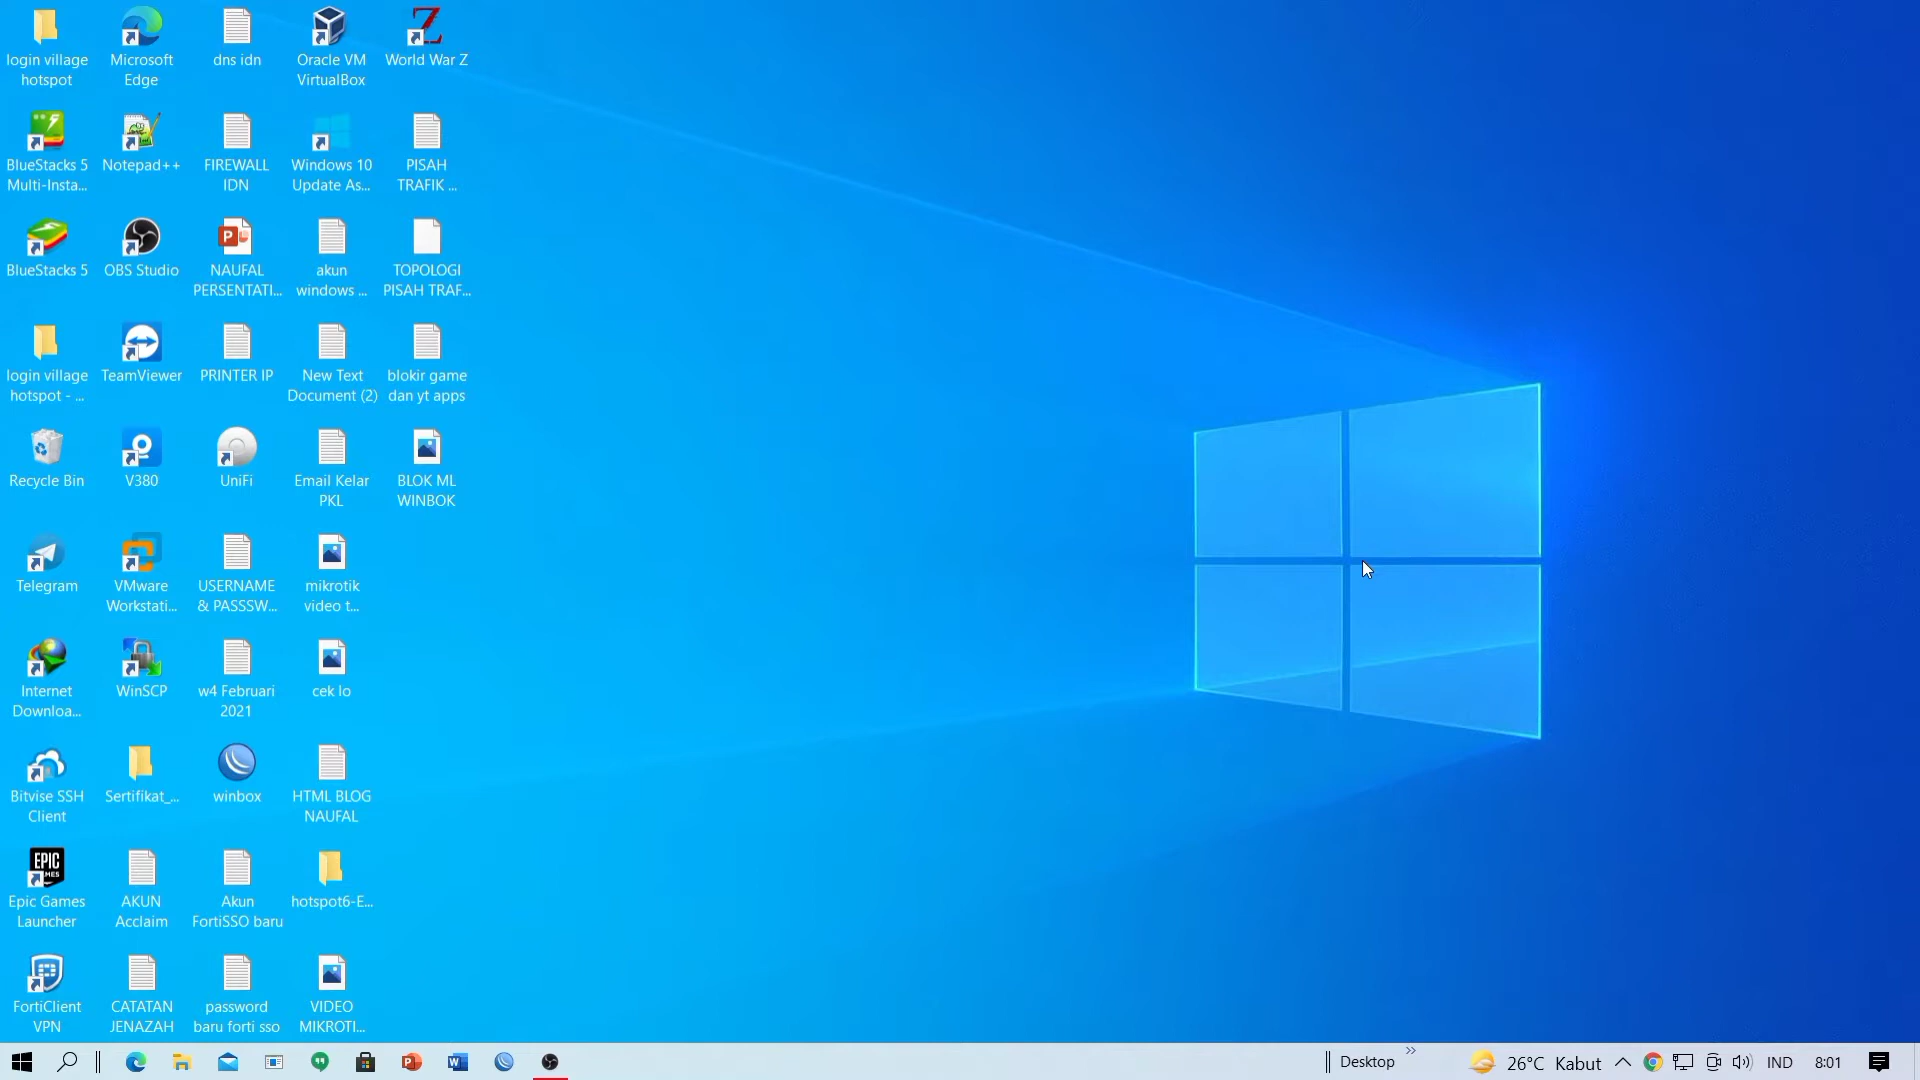 login village
hotspot
Microsoft
Edge
dns idn
Oracle VM
VirtualBox
World War Z
BlueStacks 5
Multi-Insta...
Notepad++
FIREWALL
IDN
Windows 10
Update As...
PISAH
TRAFIK ...
BlueStacks 5
OBS Studio
NAUFAL
PERSENTATI...
akun
windows ...
TOPOLOGI
PISAH TRAF...
login village
hotspot - ...
TeamViewer
PRINTER IP
New Text
Document (2)
blokir game
dan yt apps
Recycle Bin
V380
UniFi
Email Kelar
PKL
BLOK ML
WINBOK
Telegram
VMware
Workstati...
USERNAME
& PASSSW...
mikrotik
video t...
Internet
Downloa...
WinSCP
w4 Februari
2021
cek lo
Bitvise SSH
Client
Sertifikat_...
winbox
HTML BLOG
NAUFAL
EPIC
Epic Games
Launcher
AKUN
Acclaim
Akun
FortiSSO baru
hotspot6-E...
FortiClient
VPN
CATATAN
JENAZAH
password
baru forti sso
VIDEO
MIKROTI...
Desktop
26°C Kabut
IND
8:01